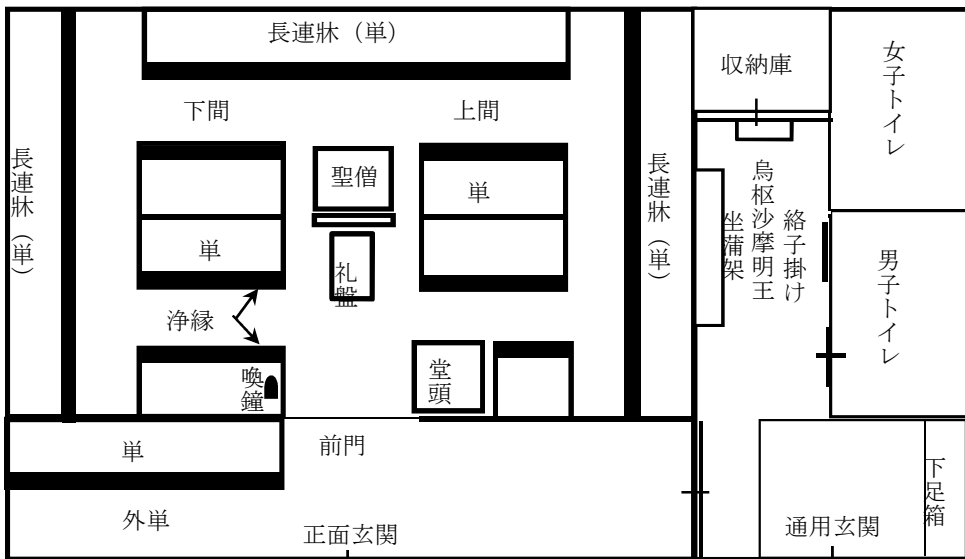 長連牀（単）
収納庫
女子トイレ
下間
上間
長連牀（単）
聖僧
単
長連牀（単）
烏枢沙摩明王
坐蒲架
絡子掛け
単
礼盤
男子トイレ
浄縁
喚鐘
堂頭
単
前門
下足箱
外単
正面玄関
通用玄関